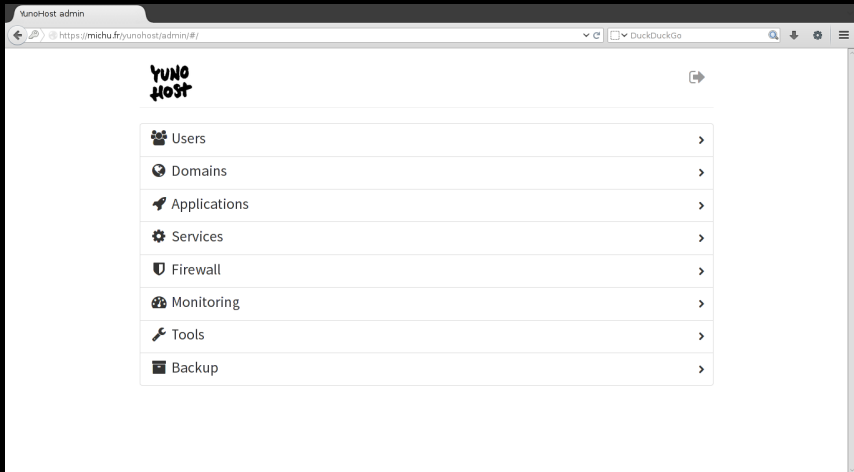 YunoHost admin
https://michu.fr/yunohost/admin/#/
DuckDuckGo
YUNO
HOST
Users
Domains
Applications
Services
Firewall
Monitoring
Tools
Backup